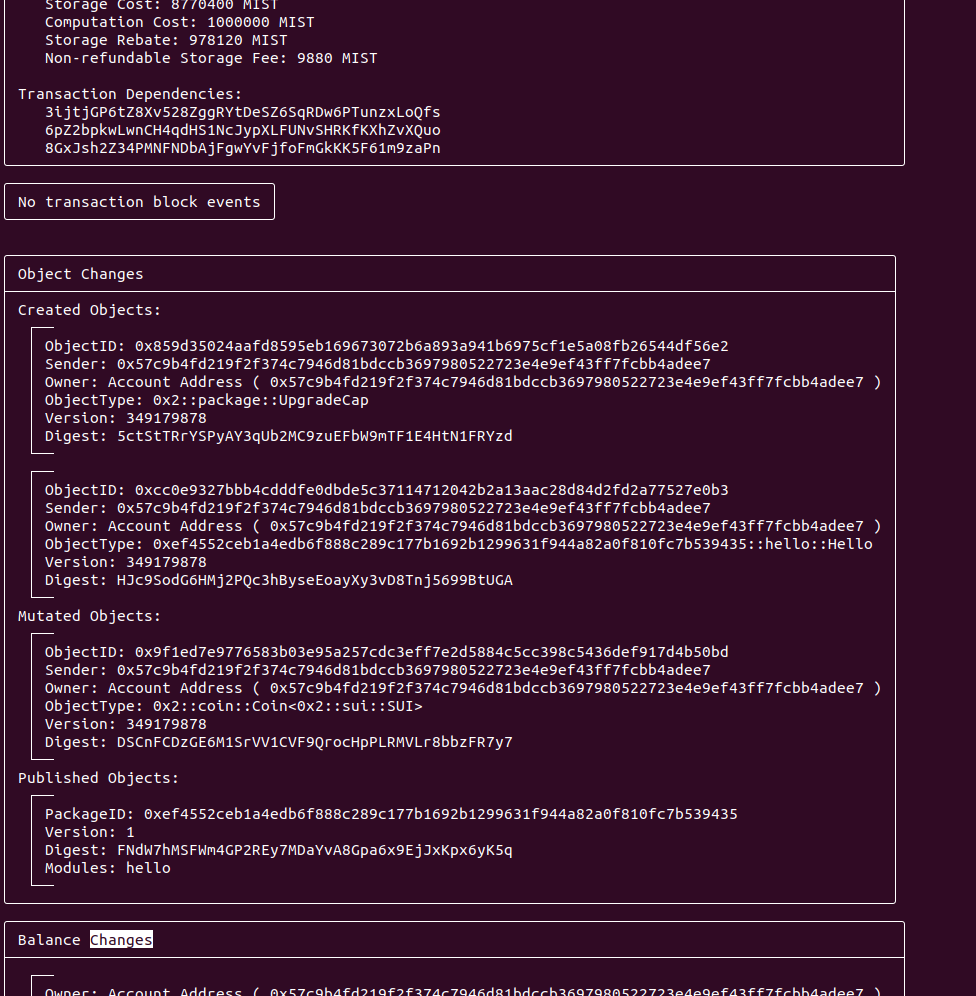 Storage Cost: 8770400 MIST
Computation Cost: 1000000 MIST
Storage Rebate: 978120 MIST
Non-refundable Storage Fee: 9880 MIST
Transaction Dependencies:
3ijtjGP6tZ8Xv528ZggRYtDeSZ6SqRDw6PTunzxLoQfs
6pZ2bpkwLwnCH4qdHS1NcJypXLFUNvSHRKfKXhZvXQuo
8GxJsh2Z34PMNFNDbAjFgwYvFjfoFmGkKK5F61m9zaPn
No transaction block events
Object Changes
Created Objects:
ObjectID: 0x859d35024aafd8595eb169673072b6a893a941b6975cf1e5a08fb26544df56e2
Sender: 0x57c9b4fd219f2f374c7946d81bdccb3697980522723e4e9ef43ff7fcbb4adee7
Owner: Account Address ( 0x57c9b4fd219f2f374c7946d81bdccb3697980522723e4e9ef43ff7fcbb4adee7 )
ObjectType: 0x2::package::UpgradeCap
Version: 349179878
Digest: 5ctStTRrYSPyAY3qUb2MC9zuEFbW9mTF1E4HtN1FRYzd
ObjectID: 0xcc0e9327bbb4cdddfe0dbde5c37114712042b2a13aac28d84d2fd2a77527e0b3
Sender: 0x57c9b4fd219f2f374c7946d81bdccb3697980522723e4e9ef43ff7fcbb4adee7
Owner: Account Address ( 0x57c9b4fd219f2f374c7946d81bdccb3697980522723e4e9ef43ff7fcbb4adee7 )
ObjectType: 0xef4552ceb1a4edb6f888c289c177b1692b1299631f944a82a0f810fc7b539435::hello::Hello
Version: 349179878
Digest: HJc9SodG6HMj2PQc3hByseEoayXy3vD8Tnj5699BtUGA
Mutated Objects:
ObjectID: 0x9f1ed7e9776583b03e95a257cdc3eff7e2d5884c5cc398c5436def917d4b50bd
Sender: 0x57c9b4fd219f2f374c7946d81bdccb3697980522723e4e9ef43ff7fcbb4adee7
Owner: Account Address ( 0x57c9b4fd219f2f374c7946d81bdccb3697980522723e4e9ef43ff7fcbb4adee7 )
ObjectType: 0x2::coin::Coin<0x2::sui::SUI>
Version: 349179878
Digest: DSCnFCDzGE6M1SrVV1CVF9QrocHpPLRMVLr8bbzFR7y7
Published Objects:
PackageID: 0xef4552ceb1a4edb6f888c289c177b1692b1299631f944a82a0f810fc7b539435
Version: 1
Digest: FNdW7hMSFWm4GP2REy7MDaYvA8Gpa6x9EjJxKpx6yK5q
Modules: hello
Balance Changes
Owner: Account Address ( 0x57c9b4fd219f2f374c7946d81bdccb3697980522723e4e9ef43ff7fcbb4adee7 )